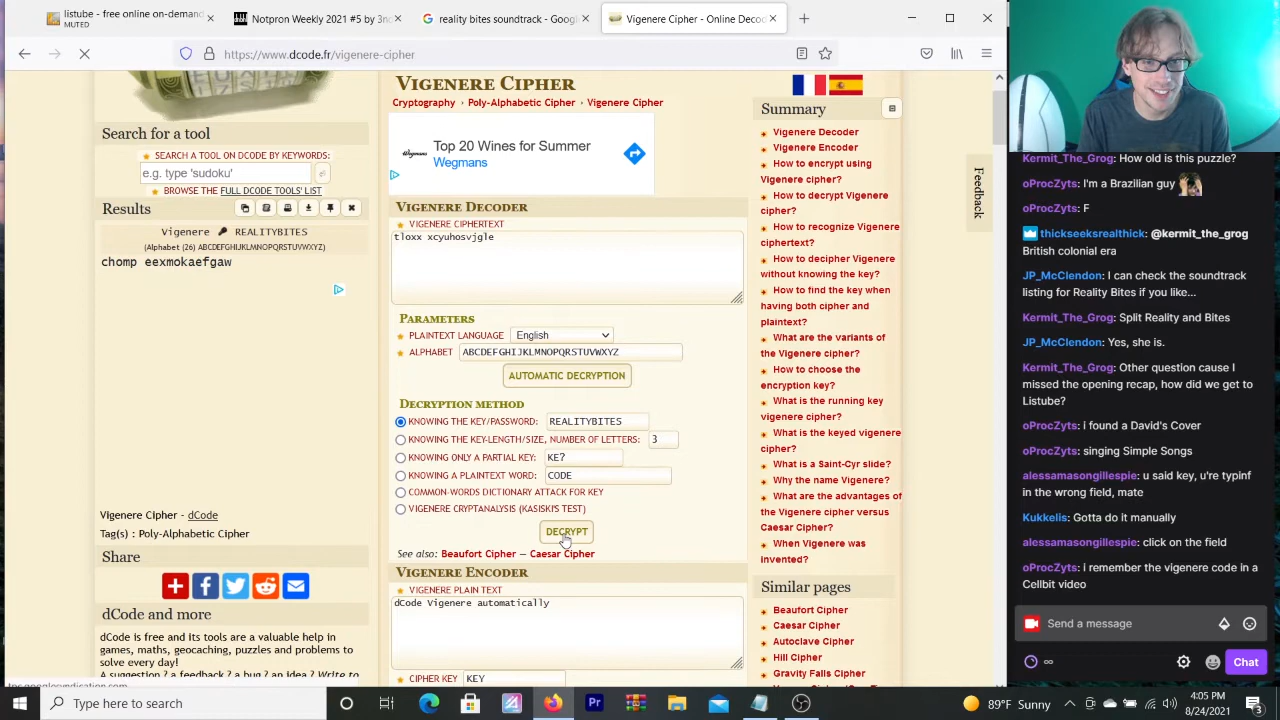 listube - free online on-demand
MUTED
Notpron Weekly 2021 #5 by 3nd
reality bites soundtrack - Google
Vigenere Cipher - Online Decod
https://www.dcode.fr/vigenere-cipher
Search for a tool
SEARCH A TOOL ON DCODE BY KEYWORDS:
e.g. type 'sudoku'
BROWSE THE FULL DCODE TOOLS' LIST
Results
Vigenere REALITYBITES
(Alphabet (26) ABCDEFGHIJKLMNOPQRSTUVWXYZ)
chomp eexmokaefgaw
Vigenere Cipher - dCode
Tag(s) : Poly-Alphabetic Cipher
Share
dCode and more
dCode is free and its tools are a valuable help in
games, maths, geocaching, puzzles and problems to
solve every day!
A suggestion ? a feedback ? a bug ? an idea ? Write to
VIGENERE CIPHER
Cryptography › Poly-Alphabetic Cipher › Vigenere Cipher
Top 20 Wines for Summer
Wegmans
VIGENERE DECODER
VIGENERE CIPHERTEXT
tloxx xcyuhosvjgle
PARAMETERS
PLAINTEXT LANGUAGE English
ALPHABET ABCDEFGHIJKLMNOPQRSTUVWXYZ
AUTOMATIC DECRYPTION
DECRYPTION METHOD
KNOWING THE KEY/PASSWORD: REALITYBITES
KNOWING THE KEY-LENGTH/SIZE, NUMBER OF LETTERS: 3
KNOWING ONLY A PARTIAL KEY: KE?
KNOWING A PLAINTEXT WORD: CODE
COMMON-WORDS DICTIONARY ATTACK FOR KEY
VIGENERE CRYPTANALYSIS (KASISKI'S TEST)
DECRYPT
See also: Beaufort Cipher — Caesar Cipher
VIGENERE ENCODER
VIGENERE PLAIN TEXT
dCode Vigenere automatically
CIPHER KEY KEY
Summary
Vigenere Decoder
Vigenere Encoder
How to encrypt using
Vigenere cipher?
How to decrypt Vigenere
cipher?
How to recognize Vigenere
ciphertext?
How to decipher Vigenere
without knowing the key?
How to find the key when
having both cipher and
plaintext?
What are the variants of
the Vigenere cipher?
How to choose the
encryption key?
What is the running key
vigenere cipher?
What is the keyed vigenere
cipher?
What is a Saint-Cyr slide?
Why the name Vigenere?
What are the advantages of
the Vigenere cipher versus
Caesar Cipher?
When Vigenere was
invented?
Similar pages
Beaufort Cipher
Caesar Cipher
Autoclave Cipher
Hill Cipher
Gravity Falls Cipher
Feedback
Kermit_The_Grog: How old is this puzzle?
oProcZyts: I'm a Brazilian guy
oProcZyts: F
thickseeksrathick: @kermit_the_grog
British colonial era
JP_McClendon: I can check the soundtrack
listing for Reality Bites if you like...
Kermit_The_Grog: Split Reality and Bites
JP_McClendon: Yes, she is.
Kermit_The_Grog: Other question cause I
missed the opening recap, how did we get to
Listube?
oProcZyts: i found a David's Cover
oProcZyts: singing Simple Songs
alessamasongelssa: u said key, u're typinf
in the wrong field, mate
Kukkelis: Gotta do it manually
alessamasongelssa: click on the field
oProcZyts: i remember the vigenere code in a
Cellbit video
Send a message
Chat
Type here to search
Pr
89°F Sunny
4:05 PM
8/24/2021
3